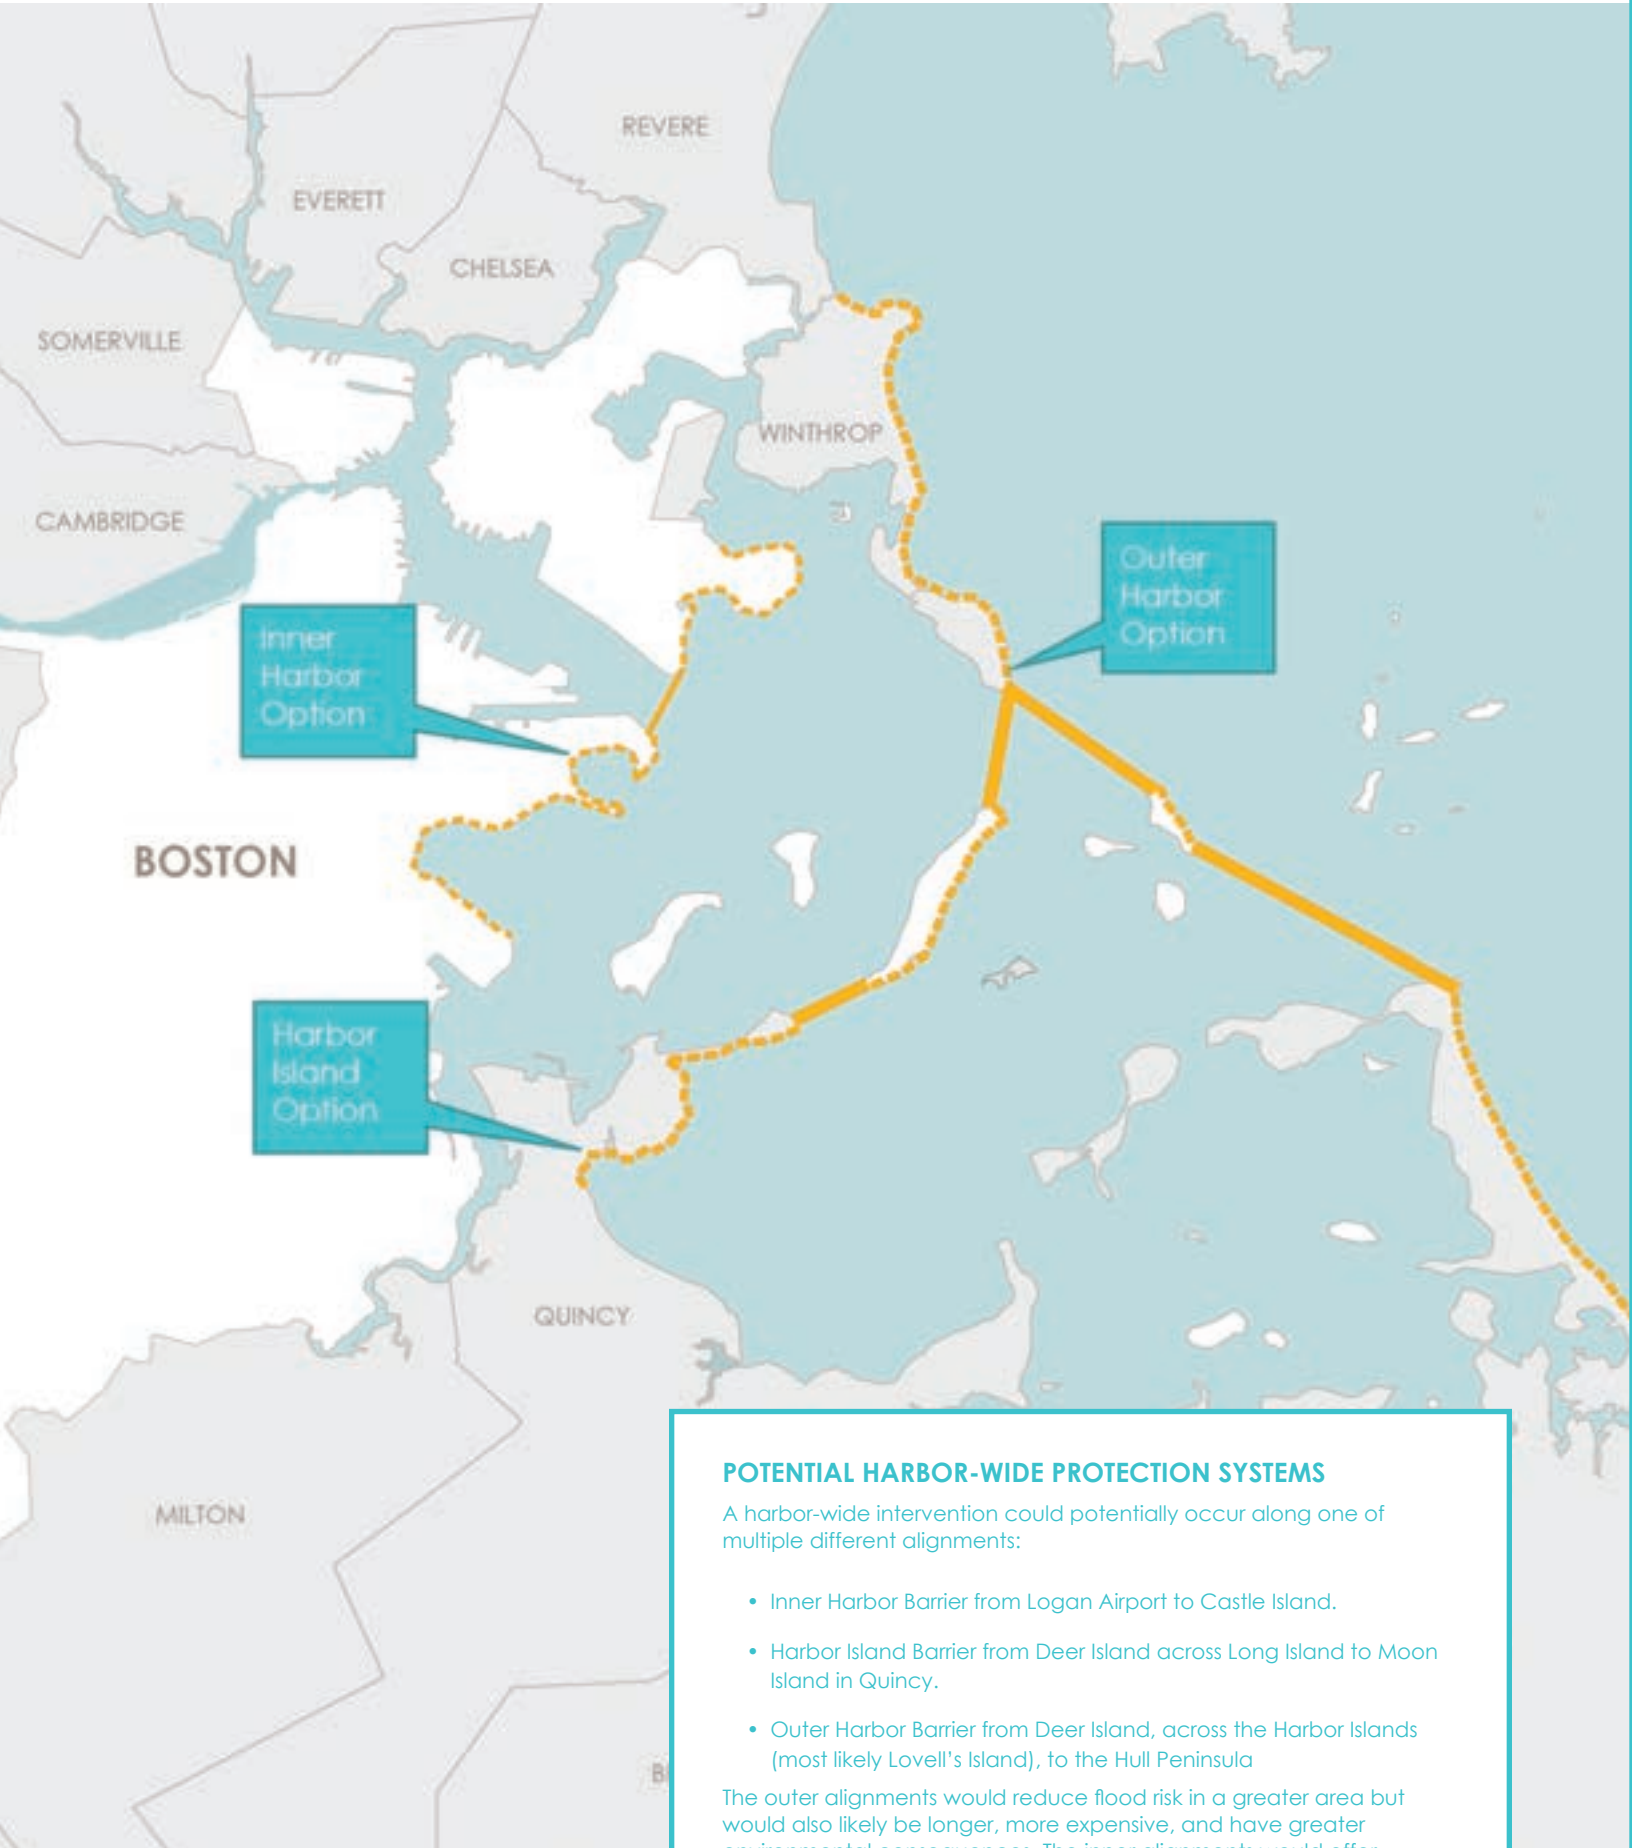 REVERE
EVERETT
CHELSEA
SOMERVILLE
WINTHROP
CAMBRIDGE
Outer
Harbor
Option
Inner
Harbor
Option
BOSTON
Harbor
Island
Option
QUINCY
MILTON
POTENTIAL HARBOR-WIDE PROTECTION SYSTEMS
A harbor-wide intervention could potentially occur along one of
multiple different alignments:
• Inner Harbor Barrier from Logan Airport to Castle Island.
• Harbor Island Barrier from Deer Island across Long Island to Moon
Island in Quincy.
• Outer Harbor Barrier from Deer Island, across the Harbor Islands
(most likely Lovell's Island), to the Hull Peninsula
The outer alignments would reduce flood risk in a greater area but
would also likely be longer, more expensive, and have greater